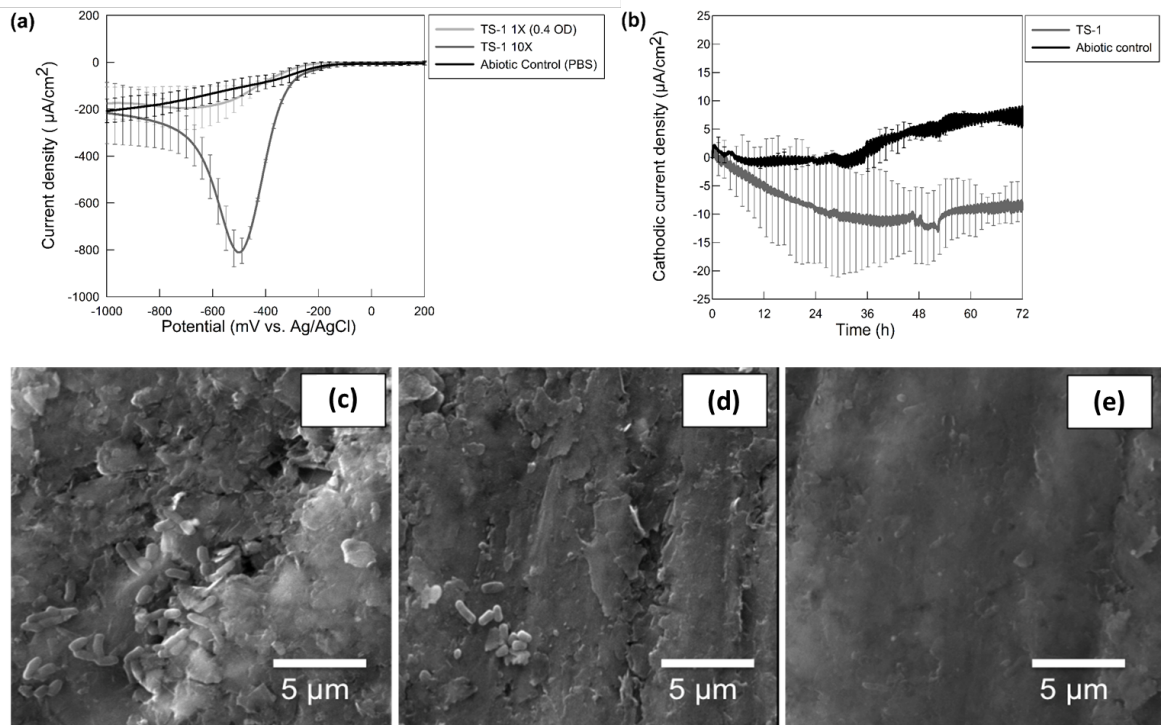 (a)
200
0
-200
-400
-600
-800
-1000
-1000 -800 -600 -400 -200 0 200
Current density ( µA/cm²)
Potential (mV vs. Ag/AgCl)
TS-1 1X (0.4 OD)
TS-1 10X
Abiotic Control (PBS)
(b)
25
20
15
10
5
0
-5
-10
-15
-20
-25
0 12 24 36 48 60 72
Cathodic current density (µA/cm2)
Time (h)
TS-1
Abiotic control
(c)
5 µm
(d)
5 µm
(e)
5 µm